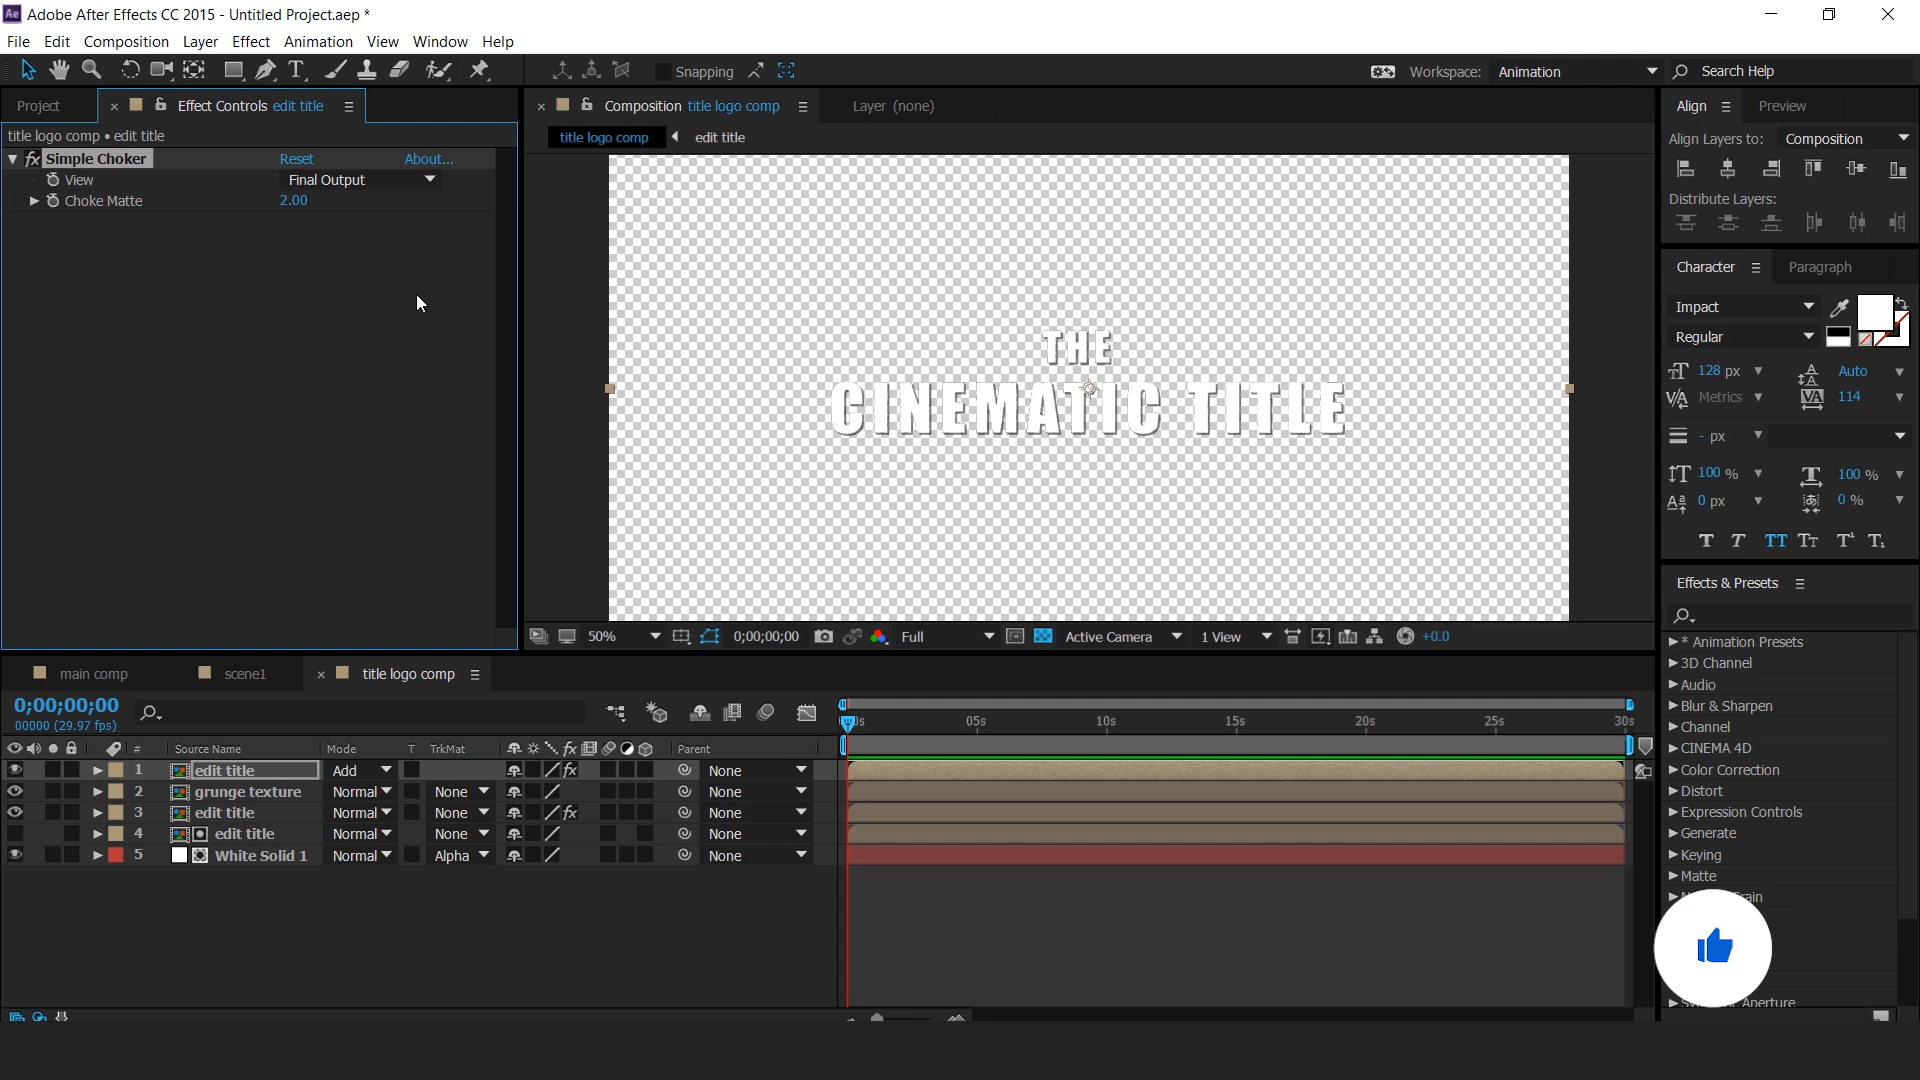 Ae Adobe After Effects CC 2015 - Untitled Project.aep *
File Edit Composition Layer Effect Animation View Window Help
Snapping Workspace: Animation Search Help
Project Effect Controls edit title
title logo comp • edit title
fx Simple Choker Reset About...
View Final Output
Choke Matte 2.00
Composition title logo comp Layer (none)
title logo comp edit title
THE
CINEMATIC TITLE
50% 0;00;00;00 Full Active Camera 1 View +0.0
Align Preview
Align Layers to: Composition
Distribute Layers:
Character Paragraph
Impact
Regular
128 px Auto
Metrics 114
- px
100 % 100 %
0 px 0 %
Effects & Presets
* Animation Presets
3D Channel
Audio
Blur & Sharpen
Channel
CINEMA 4D
Color Correction
Distort
Expression Controls
Generate
Keying
Matte
main comp scene1 title logo comp
0;00;00;00
00000 (29.97 fps)
05s 10s 15s 20s 25s 30s
# Source Name Mode T TrkMat fx Parent
1 edit title Add fx None
2 grunge texture Normal None None
3 edit title Normal None fx None
4 edit title Normal None None
5 White Solid 1 Normal Alpha None